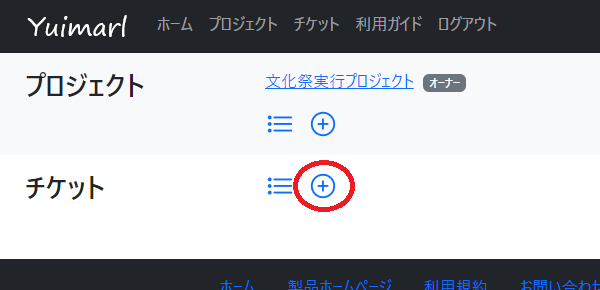 Yuimarl ホーム プロジェクト チケット 利用ガイド ログアウト
プロジェクト 文化祭実行プロジェクト オーナー
チケット
ホーム 製品ホームページ 利用規約 お問い合わせ